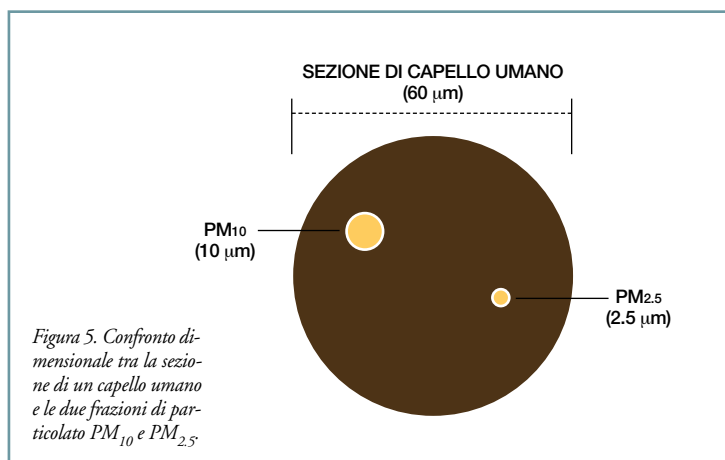 SEZIONE DI CAPELLO UMANO
(60 μm)
PM10
(10 μm)
PM2.5
(2.5 μm)
Figura 5. Confronto di-
mensionale tra la sezio-
ne di un capello umano
e le due frazioni di par-
ticolato PM10 e PM2.5.